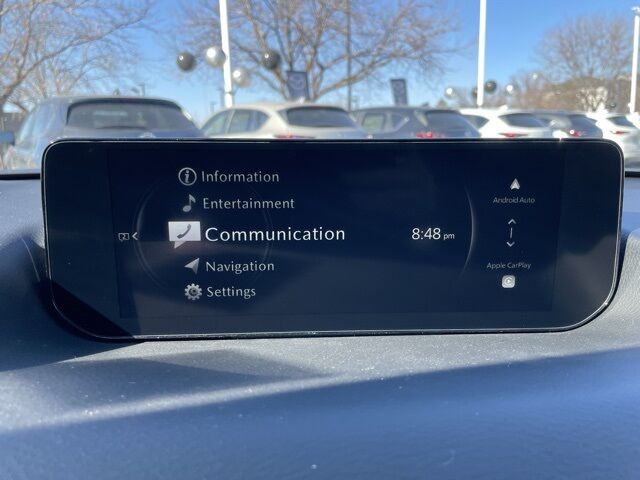 Information
Entertainment
Communication
8:48 pm
Navigation
Settings
Android Auto
Apple CarPlay